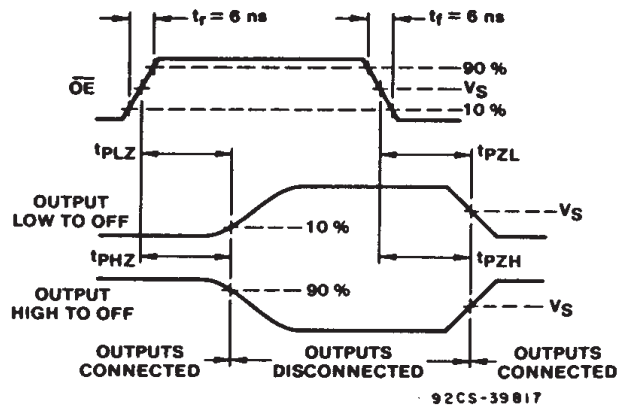 tr = 6 ns
tf = 6 ns
OE
90 %
VS
10 %
tPLZ
tPZL
OUTPUT
LOW TO OFF
10 %
VS
tPHZ
tPZH
OUTPUT
HIGH TO OFF
90 %
VS
OUTPUTS
CONNECTED
OUTPUTS
DISCONNECTED
OUTPUTS
CONNECTED
92CS-39817